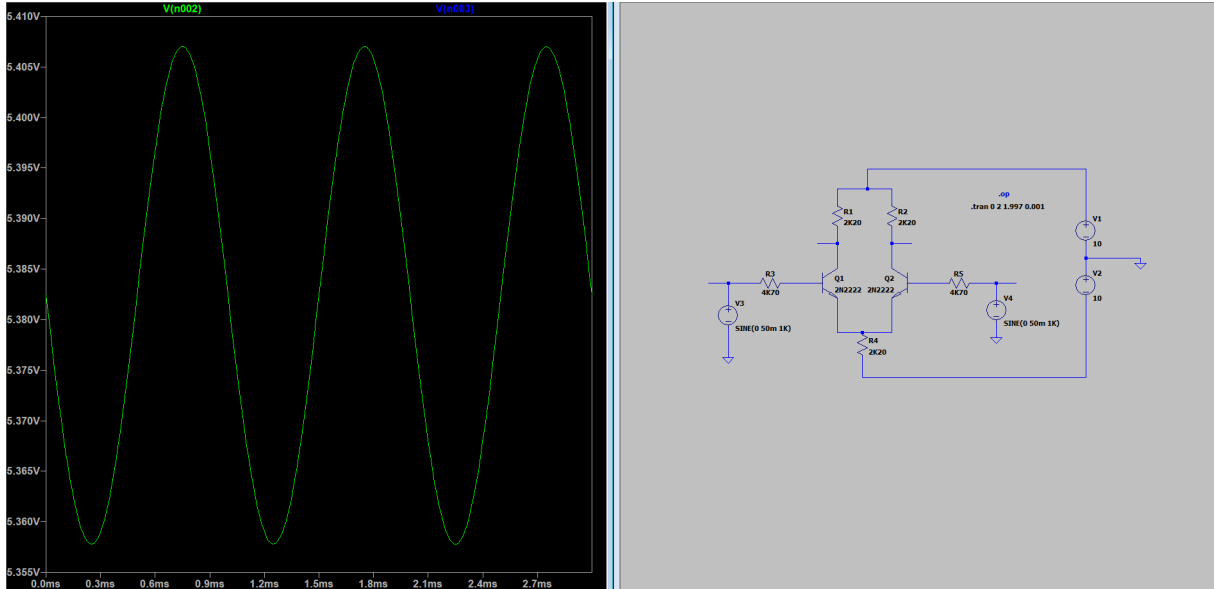 V(n002)
V(n003)
5.410V
5.405V
5.400V
5.395V
5.390V
5.385V
5.380V
5.375V
5.370V
5.365V
5.360V
5.355V
0.0ms 0.3ms 0.6ms 0.9ms 1.2ms 1.5ms 1.8ms 2.1ms 2.4ms 2.7ms
.op
.tran 0 2 1.997 0.001
R1
2K20
R2
2K20
V1
10
V2
10
R3
4K70
Q1
2N2222
Q2
2N2222
R5
4K70
V3
SINE(0 50m 1K)
V4
SINE(0 50m 1K)
R4
2K20